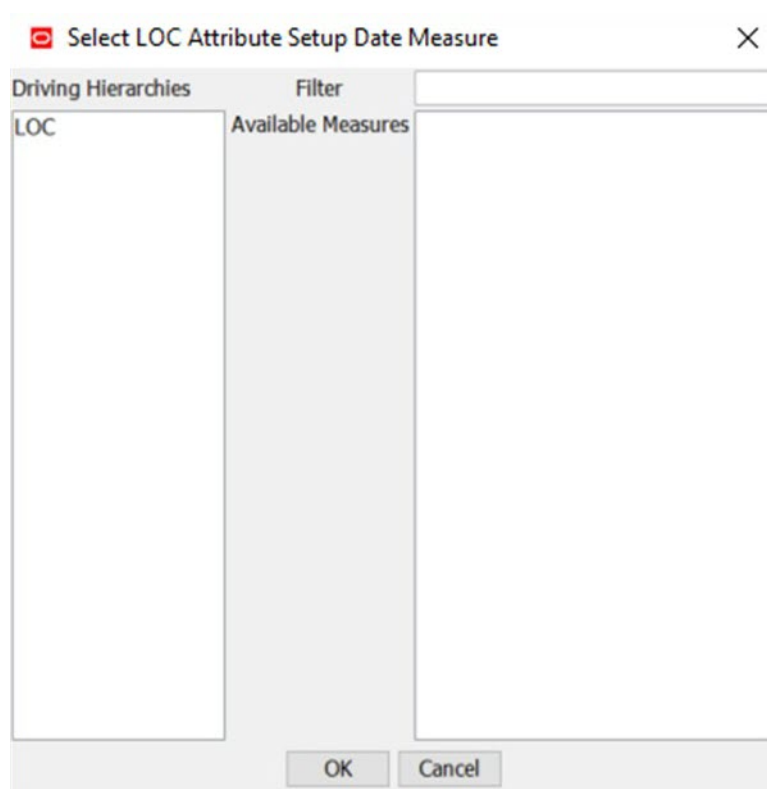 Select LOC Attribute Setup Date Measure
Driving Hierarchies Filter
LOC Available Measures
OK Cancel